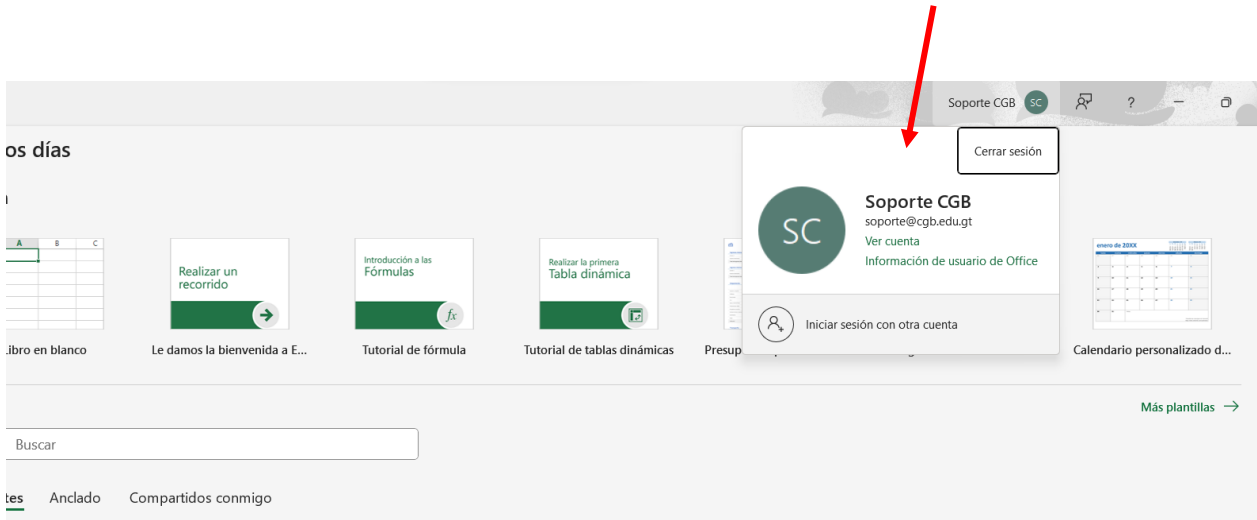 Soporte CGB SC ?
os días
Cerrar sesión
SC
Soporte CGB
soporte@cgb.edu.gt
Ver cuenta
Información de usuario de Office
Iniciar sesión con otra cuenta
A B C
Realizar un
recorrido
Introducción a las
Fórmulas
fx
Realizar la primera
Tabla dinámica
enero de 20XX
ibro en blanco
Le damos la bienvenida a E...
Tutorial de fórmula
Tutorial de tablas dinámicas
Presup
Calendario personalizado d...
Más plantillas
Buscar
tes Anclado Compartidos conmigo